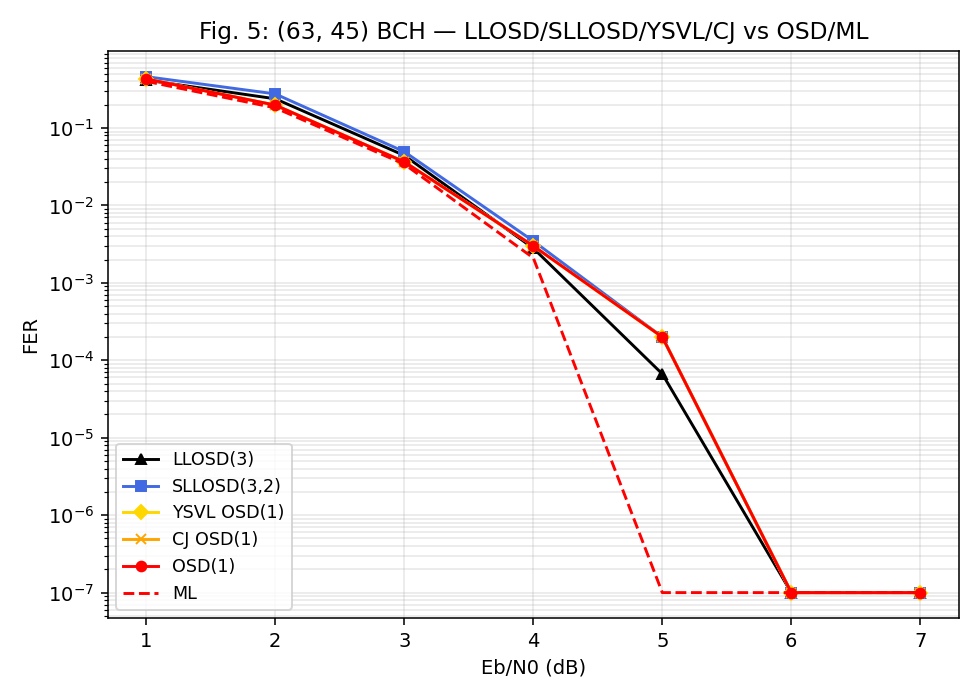 Fig. 5: (63, 45) BCH — LLOSD/SLLOSD/YSVL/CJ vs OSD/ML
FER
10⁻¹
10⁻²
10⁻³
10⁻⁴
10⁻⁵
10⁻⁶
10⁻⁷
LLOSD(3)
SLLOSD(3,2)
YSVL OSD(1)
CJ OSD(1)
OSD(1)
ML
1 2 3 4 5 6 7
Eb/N0 (dB)